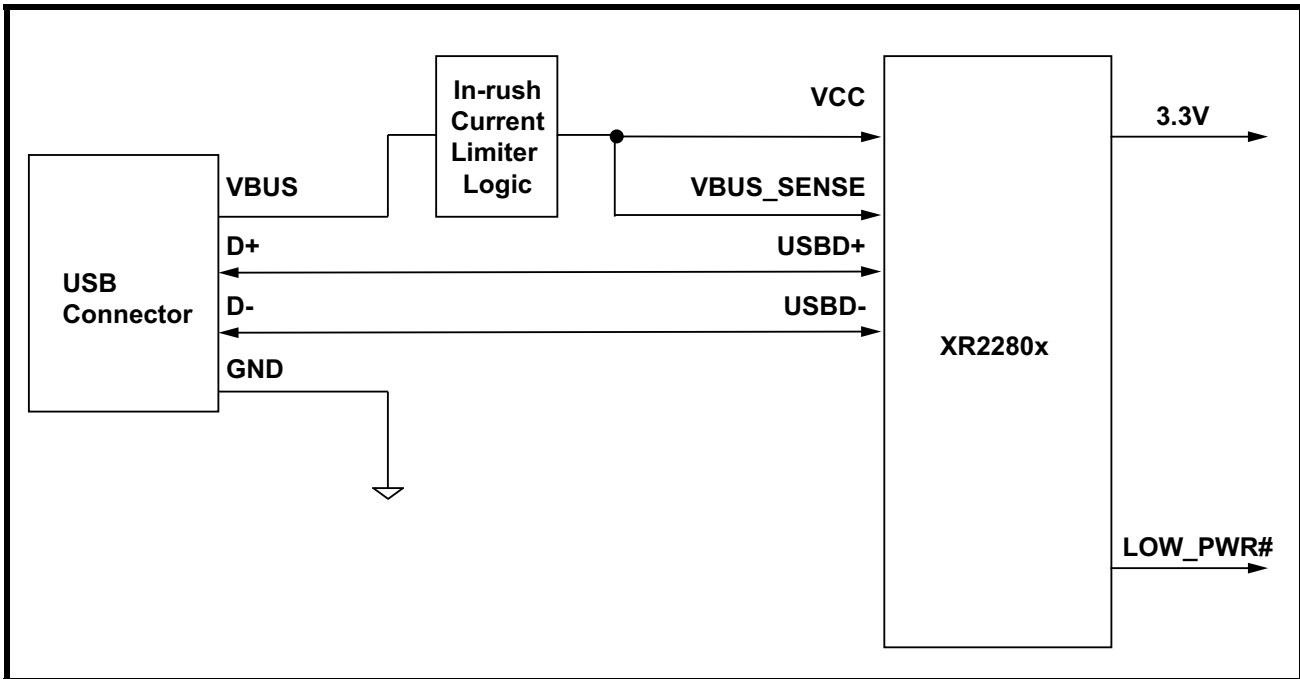 In-rush
Current
Limiter
Logic
VCC
3.3V
VBUS
VBUS_SENSE
D+
USBD+
USB
Connector
D-
USBD-
XR2280x
GND
LOW_PWR#